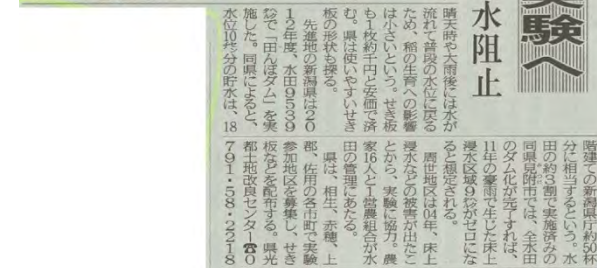 実験へ
水阻止
晴天時や大雨後には水が
流れて普段の水位に戻る
ため、稲の生育への影響
は小さいという。せき板
も1枚約千円と安価で済
む。県は使いやすいせき
板の形状も探る。
先進地の新潟県は20
12年度、水田9539
㌶で「田んぼダム」を実
施した。同県によると、
水位10㌢分の貯水は、18
階建ての新潟県庁約50杯
分に相当するという。水
田の約3割で実施済みの
同県見附市では、全水田
のダム化が完了すれば、
11年の豪雨で生じた床上
浸水区域9㌶がゼロにな
ると想定される。
周世地区は04年、床上
浸水などの被害が出たこ
とから、実験に協力。農
家16人と1営農組合が水
田の管理にあたる。
県は、相生、赤穂、上
郡、佐用の各市町で実験
参加地区を募集し、せき
板などを配布する。県光
都土地改良センター☎0
791・58・2218